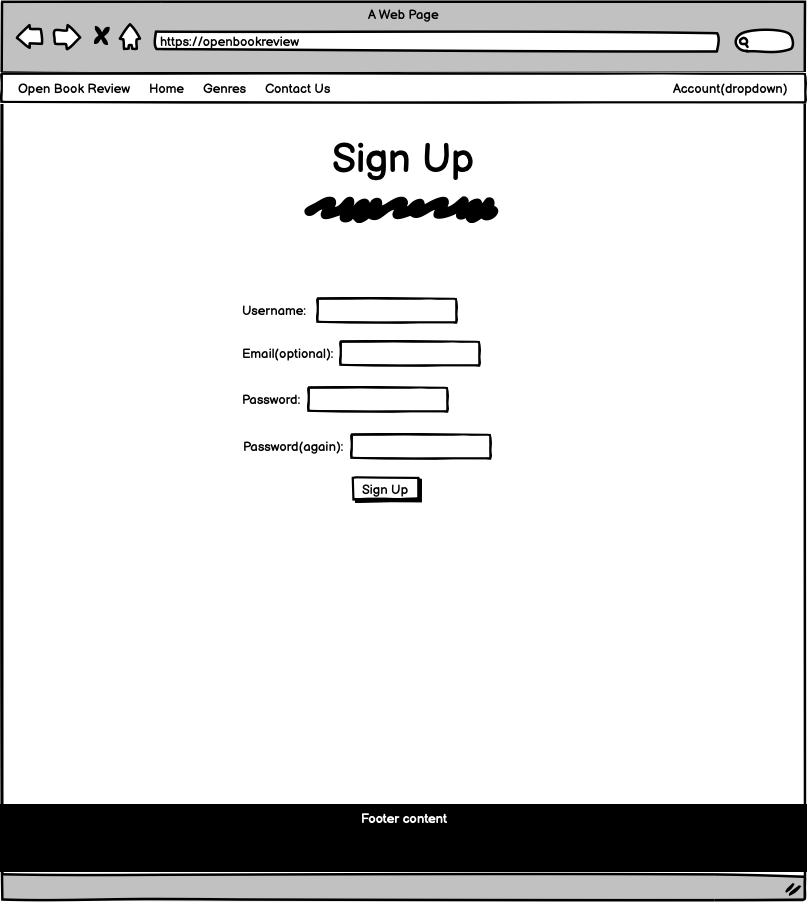 A Web Page
https://openbookreview
Open Book Review Home Genres Contact Us Account(dropdown)
Sign Up
Username:
Email(optional):
Password:
Password(again):
Sign Up
Footer content